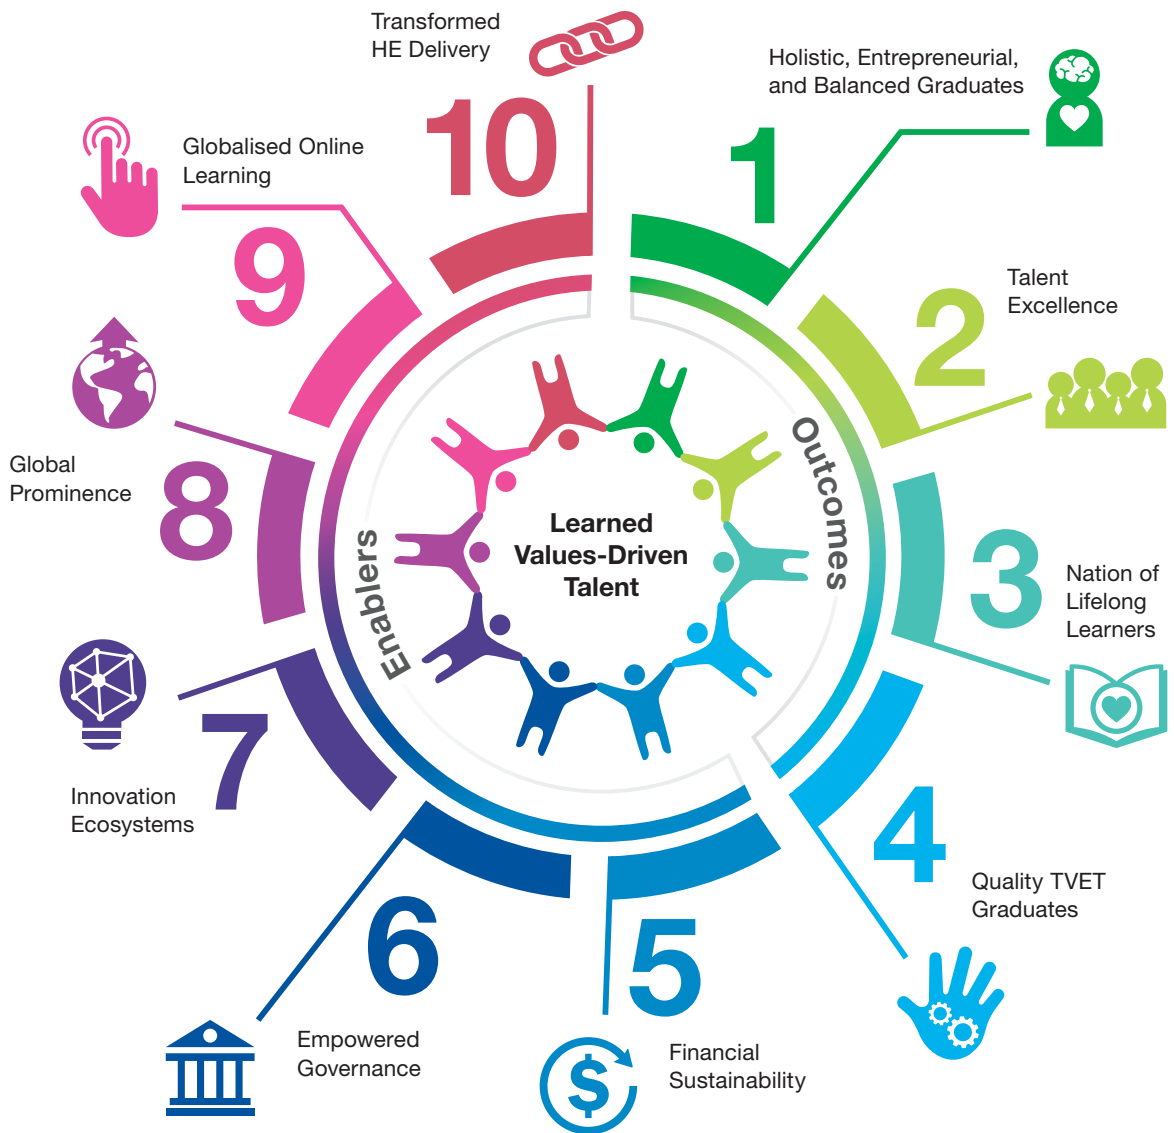 1
Holistic, Entrepreneurial,
and Balanced Graduates
2
Talent
Excellence
3
Nation of
Lifelong
Learners
4
Quality TVET
Graduates
5
Financial
Sustainability
6
Empowered
Governance
7
Innovation
Ecosystems
8
Global
Prominence
9
Globalised Online
Learning
10
Transformed
HE Delivery
Outcomes
Enablers
Learned
Values-Driven
Talent
$